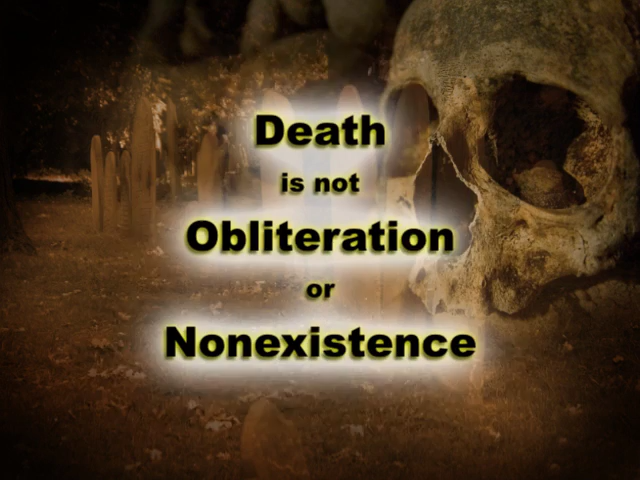 Death
is not
Obliteration
or
Nonexistence